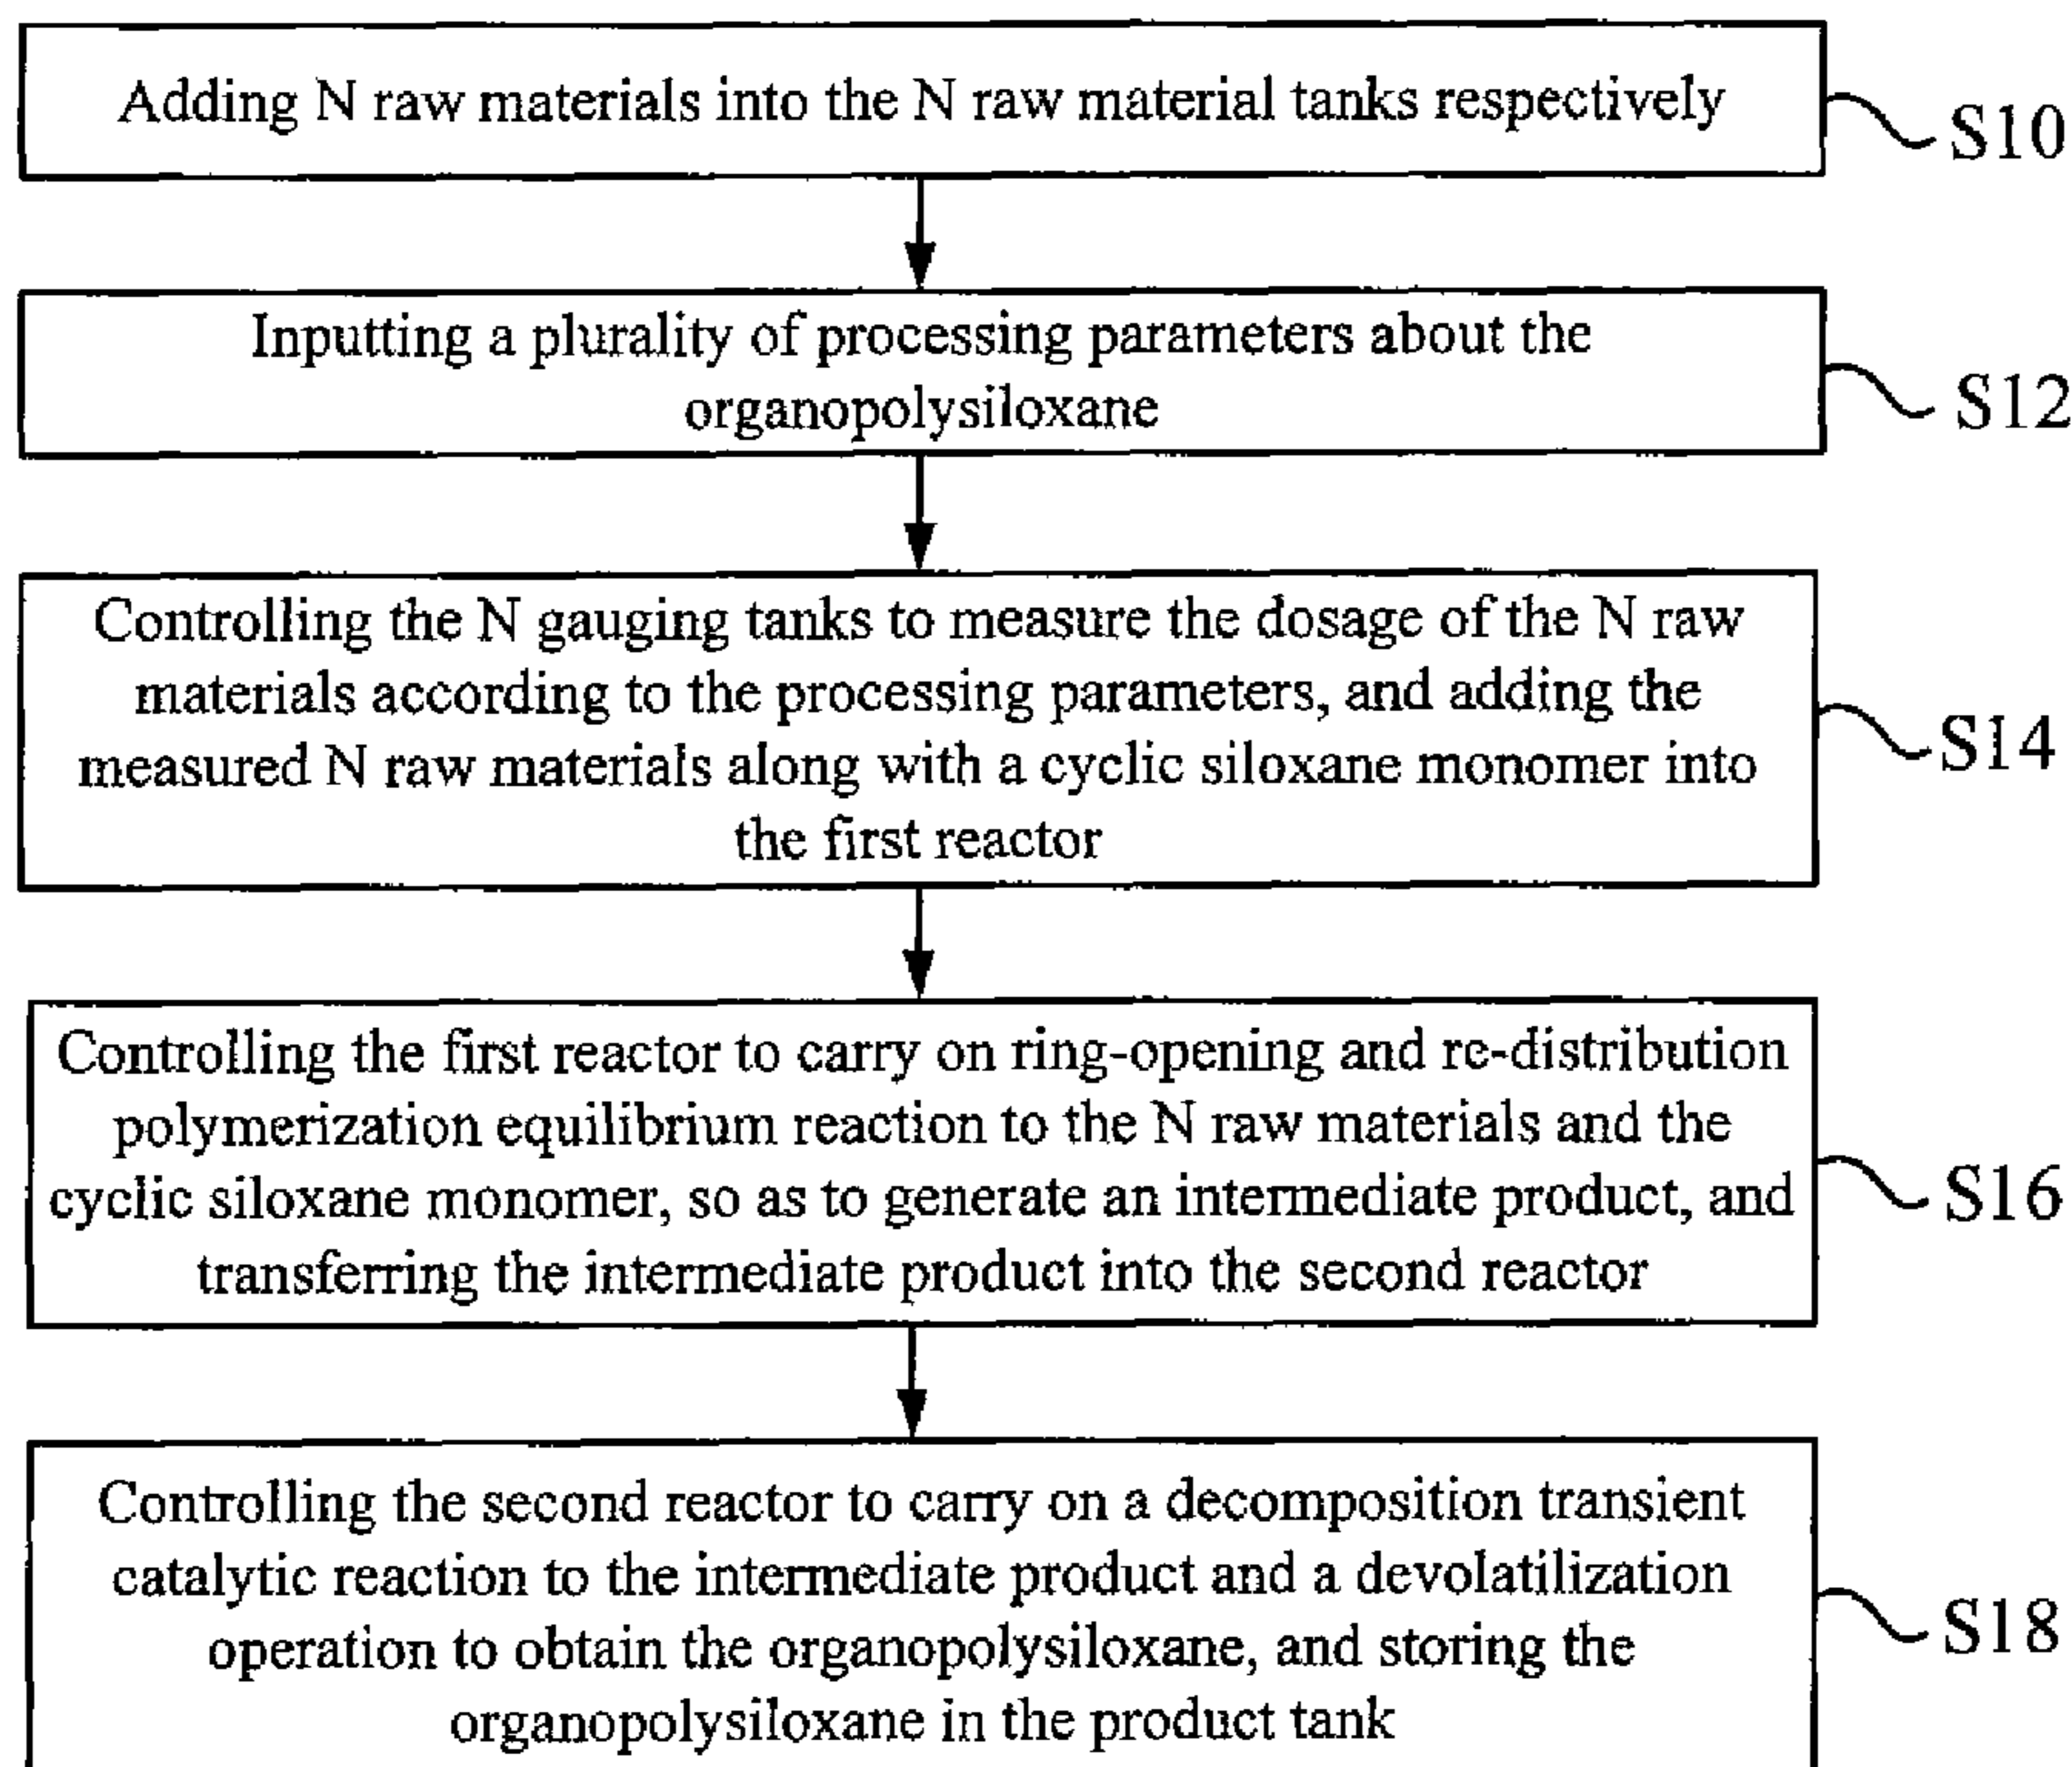 Adding N raw materials into the N raw material tanks respectively
S10
Inputting a plurality of processing parameters about the
organopolysiloxane
S12
Controlling the N gauging tanks to measure the dosage of the N raw
materials according to the processing parameters, and adding the
measured N raw materials along with a cyclic siloxane monomer into
the first reactor
S14
Controlling the first reactor to carry on ring-opening and re-distribution
polymerization equilibrium reaction to the N raw materials and the
cyclic siloxane monomer, so as to generate an intermediate product, and
transferring the intermediate product into the second reactor
S16
Controlling the second reactor to carry on a decomposition transient
catalytic reaction to the intermediate product and a devolatilization
operation to obtain the organopolysiloxane, and storing the
organopolysiloxane in the product tank
S18